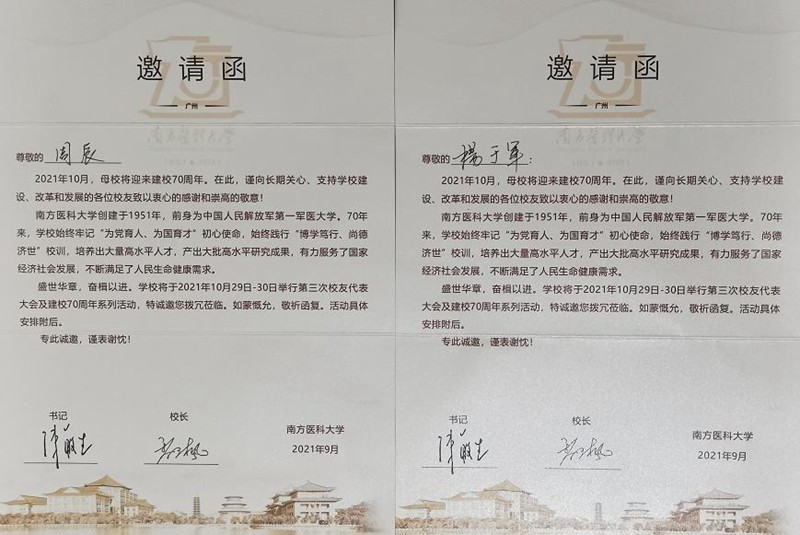 邀请函
广州
南方医科大学
尊敬的 周辰
2021年10月，母校将迎来建校70周年。在此，谨向长期关心、支持学校建
设、改革和发展的各位校友致以衷心的感谢和崇高的敬意！
南方医科大学创建于1951年，前身为中国人民解放军第一军医大学。70年
来，学校始终牢记“为党育人、为国育才”初心使命，始终践行“博学笃行、尚德
济世”校训，培养出大量高水平人才，产出大批高水平研究成果，有力服务了国家
经济社会发展，不断满足了人民生命健康需求。
盛世华章，奋楫以进。学校将于2021年10月29日-30日举行第三次校友代表
大会及建校70周年系列活动，特诚邀您拨冗莅临。如蒙慨允，敬祈函复。活动具体
安排附后。
专此诚邀，谨表谢忱！
书记
校长
南方医科大学
2021年9月
邀请函
广州
南方医科大学
尊敬的 楊于军：
2021年10月，母校将迎来建校70周年。在此，谨向长期关心、支持学校建
设、改革和发展的各位校友致以衷心的感谢和崇高的敬意！
南方医科大学创建于1951年，前身为中国人民解放军第一军医大学。70年
来，学校始终牢记“为党育人、为国育才”初心使命，始终践行“博学笃行、尚德
济世”校训，培养出大量高水平人才，产出大批高水平研究成果，有力服务了国家
经济社会发展，不断满足了人民生命健康需求。
盛世华章，奋楫以进。学校将于2021年10月29日-30日举行第三次校友代表
大会及建校70周年系列活动，特诚邀您拨冗莅临。如蒙慨允，敬祈函复。活动具体
安排附后。
专此诚邀，谨表谢忱！
书记
校长
南方医科大学
2021年9月